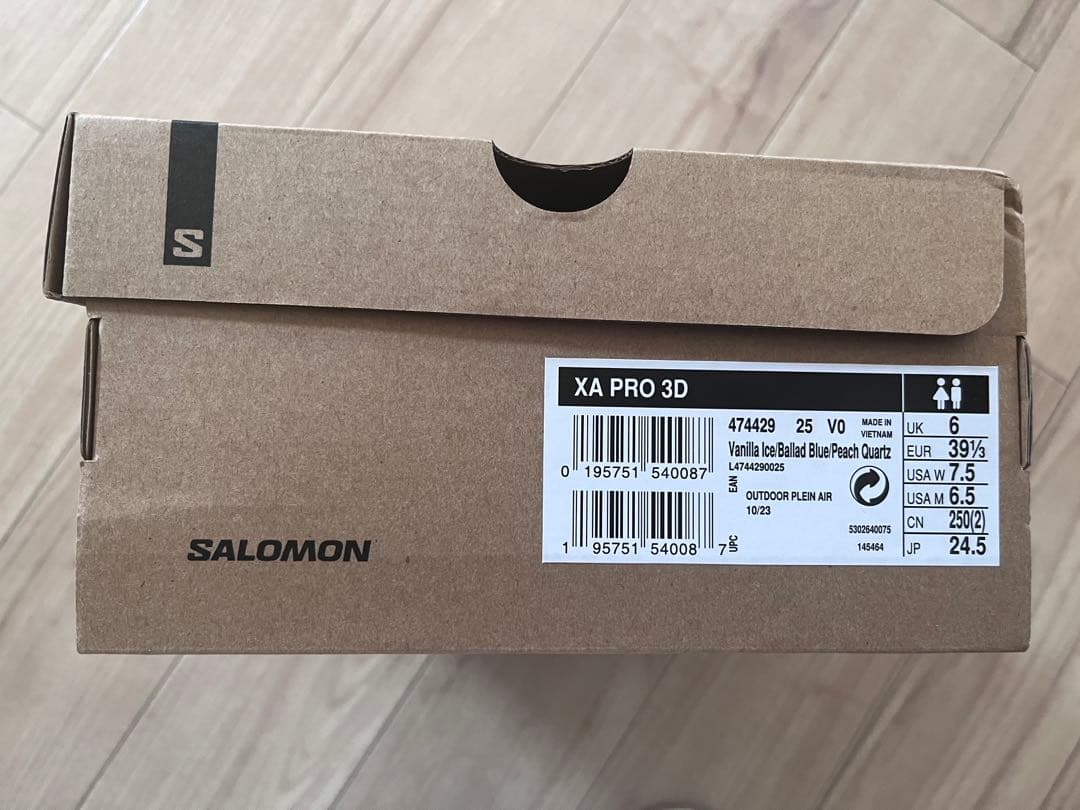 S
SALOMON
XA PRO 3D
0 195751 540087
1 95751 54008 7
EAN
UPC
474429 25 V0
MADE IN
VIETNAM
Vanilla Ice/Ballad Blue/Peach Quartz
L4744290025
OUTDOOR PLEIN AIR
10/23
5302640075
145464
UK 6
EUR 39⅓
USA W 7.5
USA M 6.5
CN 250(2)
JP 24.5